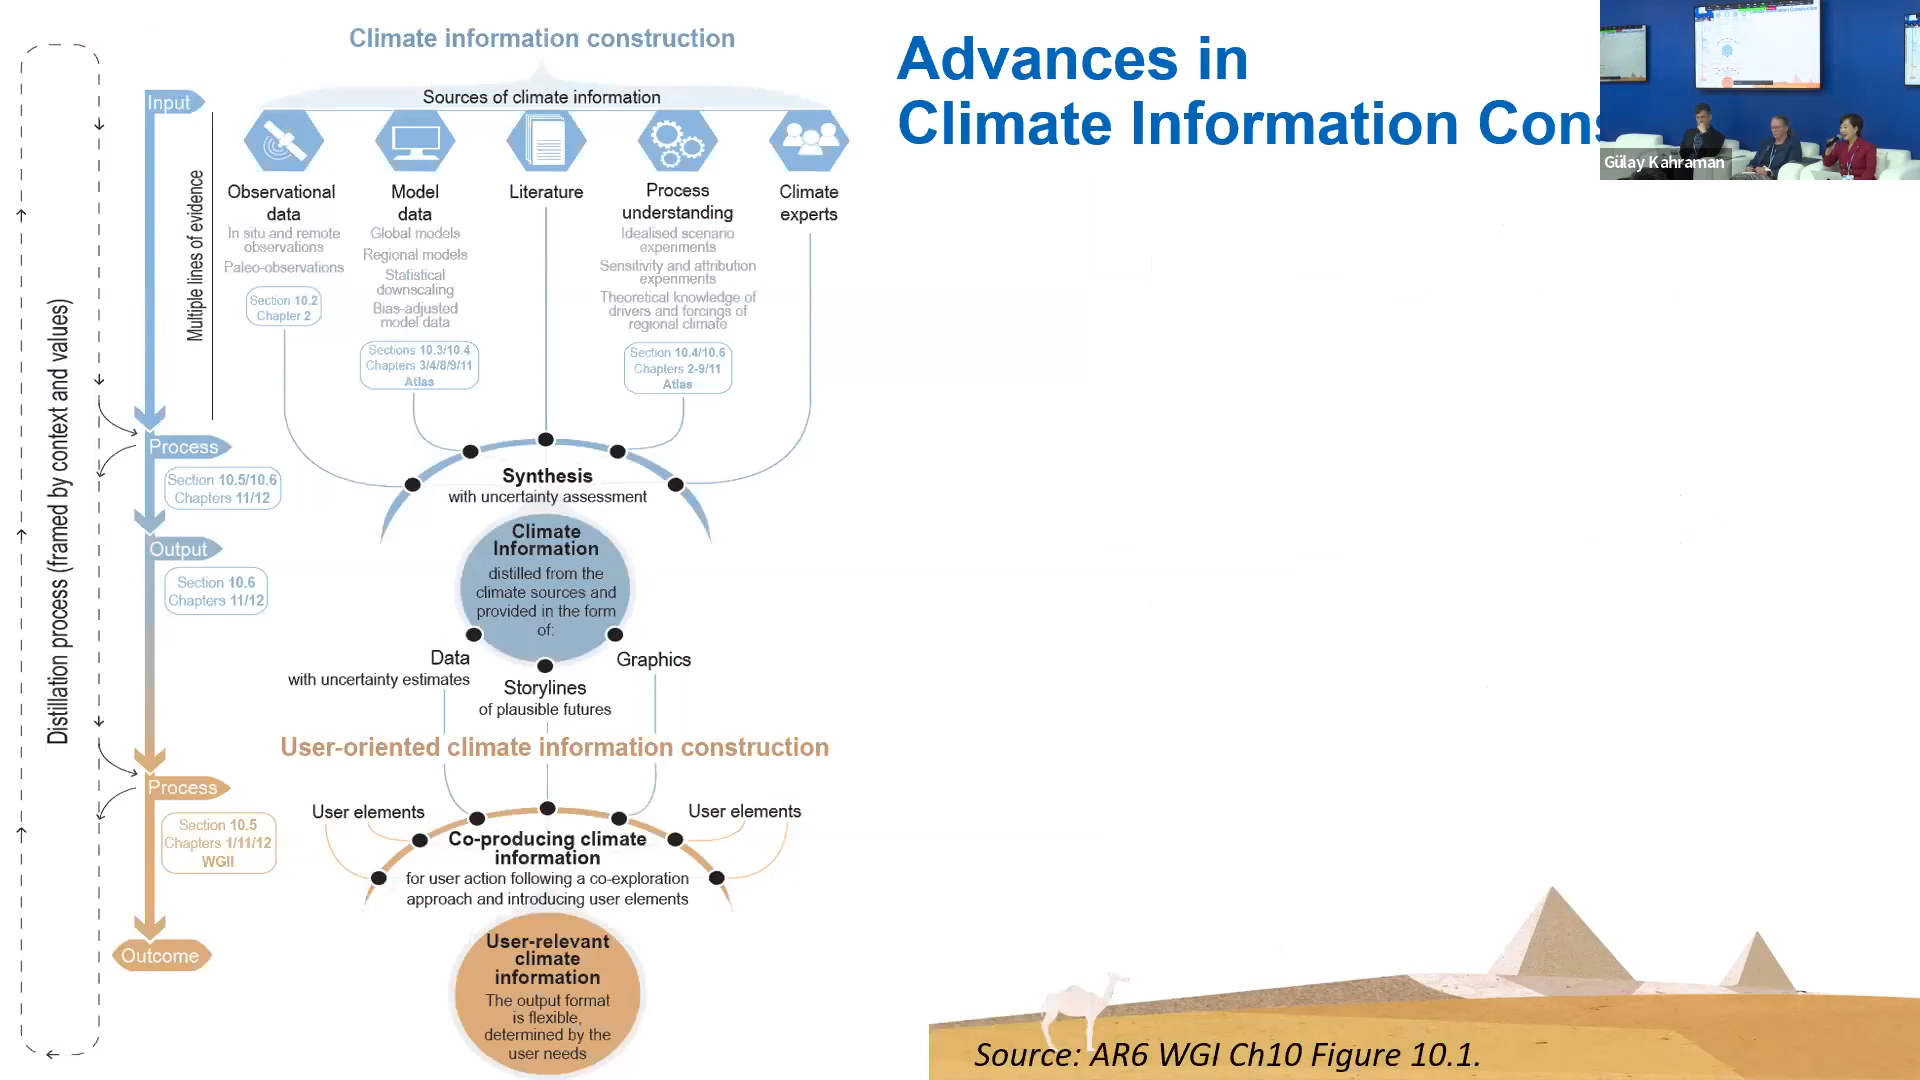 Climate information construction
Advances in
Climate Information Cons
Gülay Kahraman
Input
Sources of climate information
Multiple lines of evidence
Distillation process (framed by context and values)
Observational
data
In situ and remote
observations
Paleo-observations
Section 10.2
Chapter 2
Model
data
Global models
Regional models
Statistical
downscaling
Bias-adjusted
model data
Sections 10.3/10.4
Chapters 3/4/8/9/11
Atlas
Literature
Process
understanding
Idealised scenario
experiments
Sensitivity and attribution
experiments
Theoretical knowledge of
drivers and forcings of
regional climate
Section 10.4/10.6
Chapters 2-9/11
Atlas
Climate
experts
Process
Section 10.5/10.6
Chapters 11/12
Synthesis
with uncertainty assessment
Output
Section 10.6
Chapters 11/12
Climate
Information
distilled from the
climate sources and
provided in the form
of:
Data
with uncertainty estimates
Storylines
of plausible futures
Graphics
User-oriented climate information construction
Process
Section 10.5
Chapters 1/11/12
WGII
User elements
User elements
Co-producing climate
information
for user action following a co-exploration
approach and introducing user elements
Outcome
User-relevant
climate
information
The output format
is flexible,
determined by the
user needs
Source: AR6 WGI Ch10 Figure 10.1.